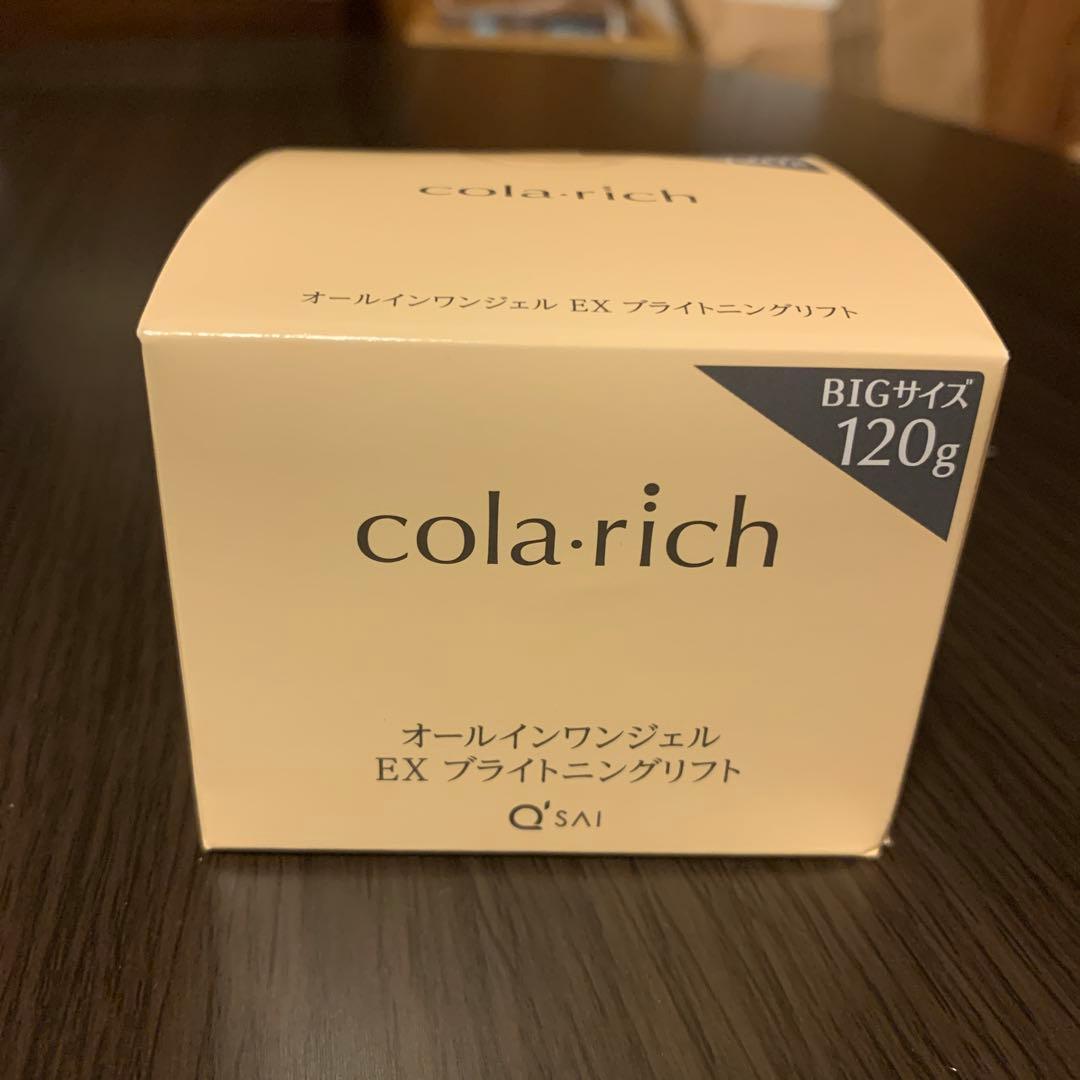 cola・rich
オールインワンジェル EX ブライトニングリフト
BIGサイズ
120g
cola・rich
オールインワンジェル
EX ブライトニングリフト
Q'SAI